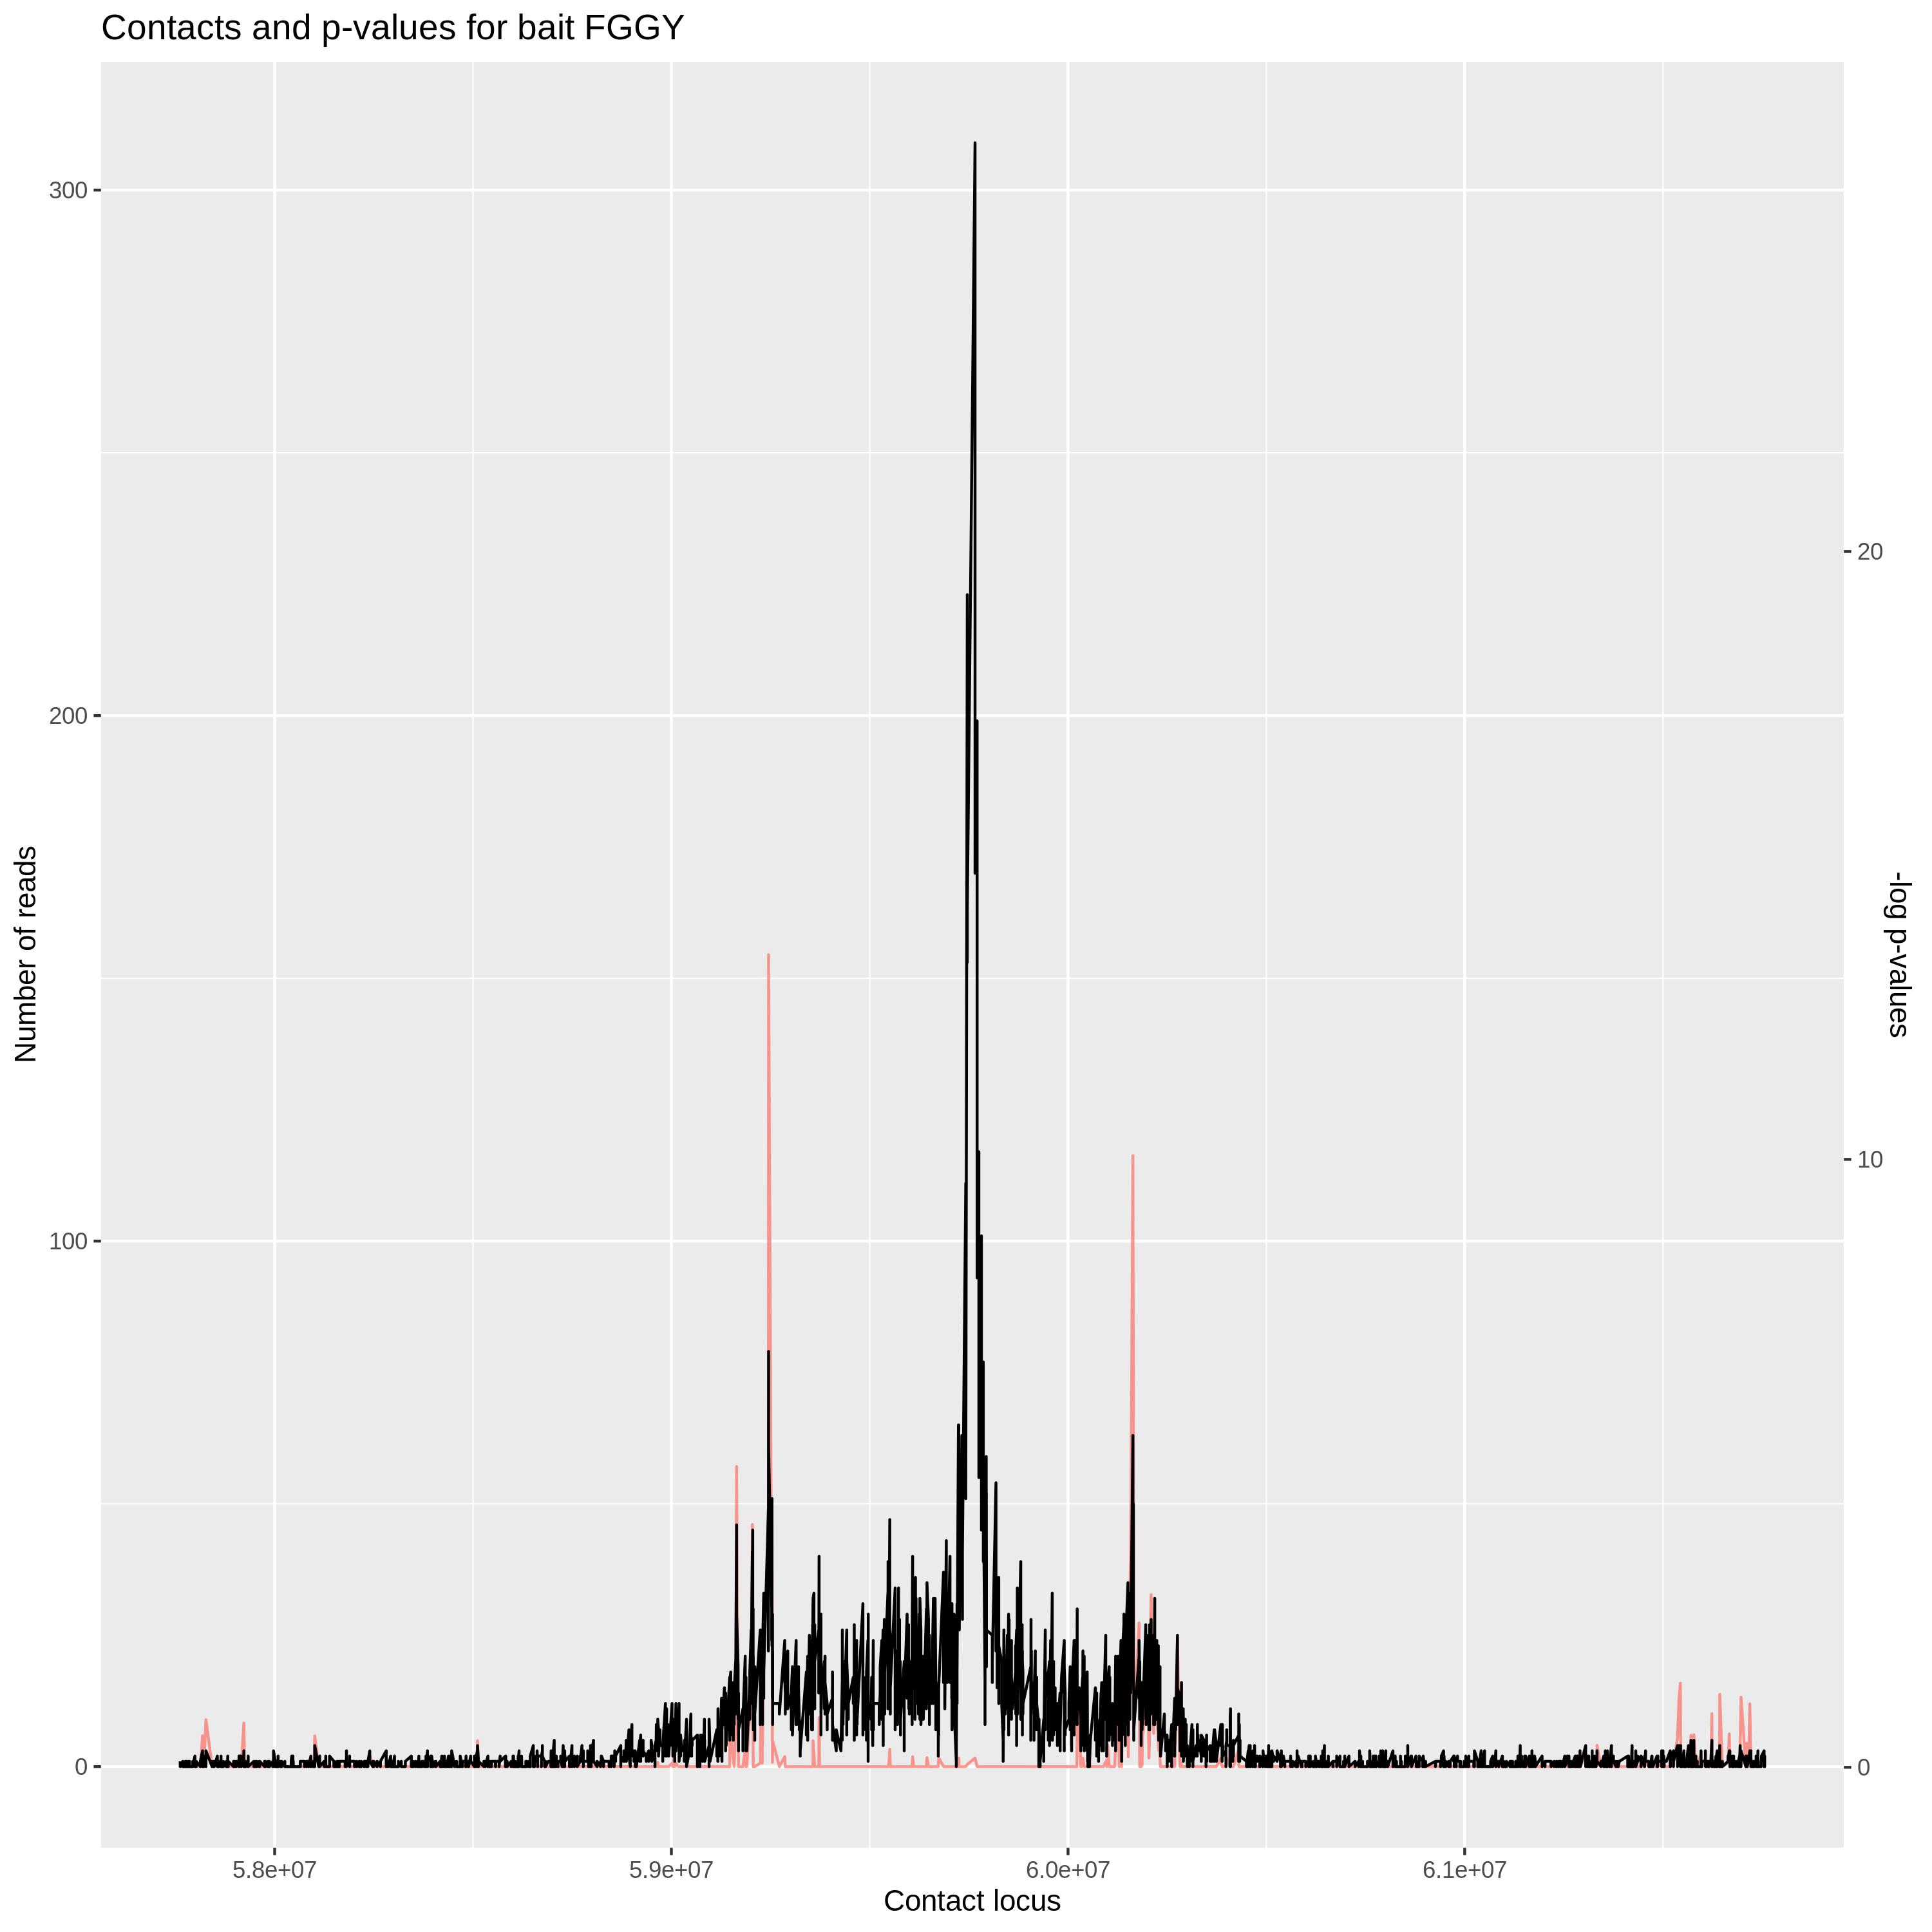 Contacts and p-values for bait FGGY
300
200
100
0
Number of reads
20
10
0
-log p-values
5.8e+07
5.9e+07
6.0e+07
6.1e+07
Contact locus